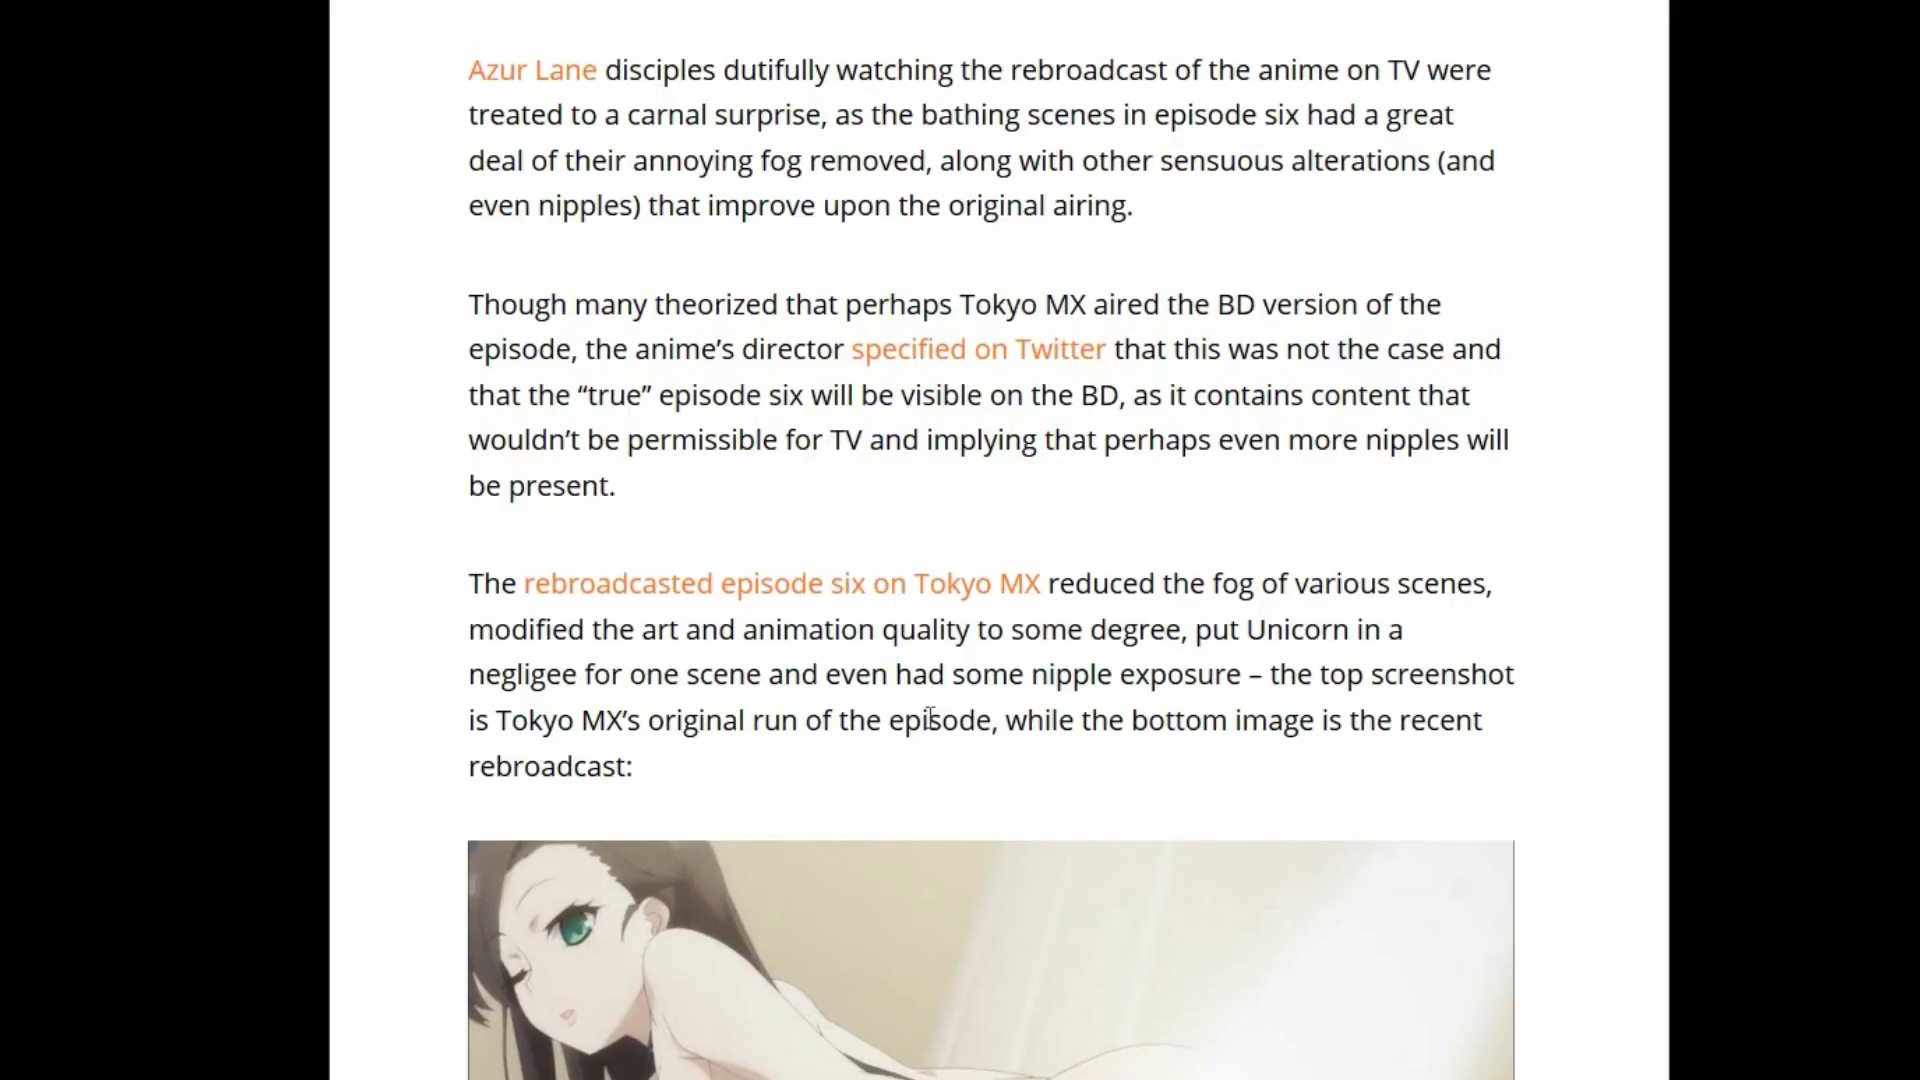 Azur Lane disciples dutifully watching the rebroadcast of the anime on TV were
treated to a carnal surprise, as the bathing scenes in episode six had a great
deal of their annoying fog removed, along with other sensuous alterations (and
even nipples) that improve upon the original airing.
Though many theorized that perhaps Tokyo MX aired the BD version of the
episode, the anime’s director specified on Twitter that this was not the case and
that the “true” episode six will be visible on the BD, as it contains content that
wouldn’t be permissible for TV and implying that perhaps even more nipples will
be present.
The rebroadcasted episode six on Tokyo MX reduced the fog of various scenes,
modified the art and animation quality to some degree, put Unicorn in a
negligee for one scene and even had some nipple exposure – the top screenshot
is Tokyo MX’s original run of the episode, while the bottom image is the recent
rebroadcast: